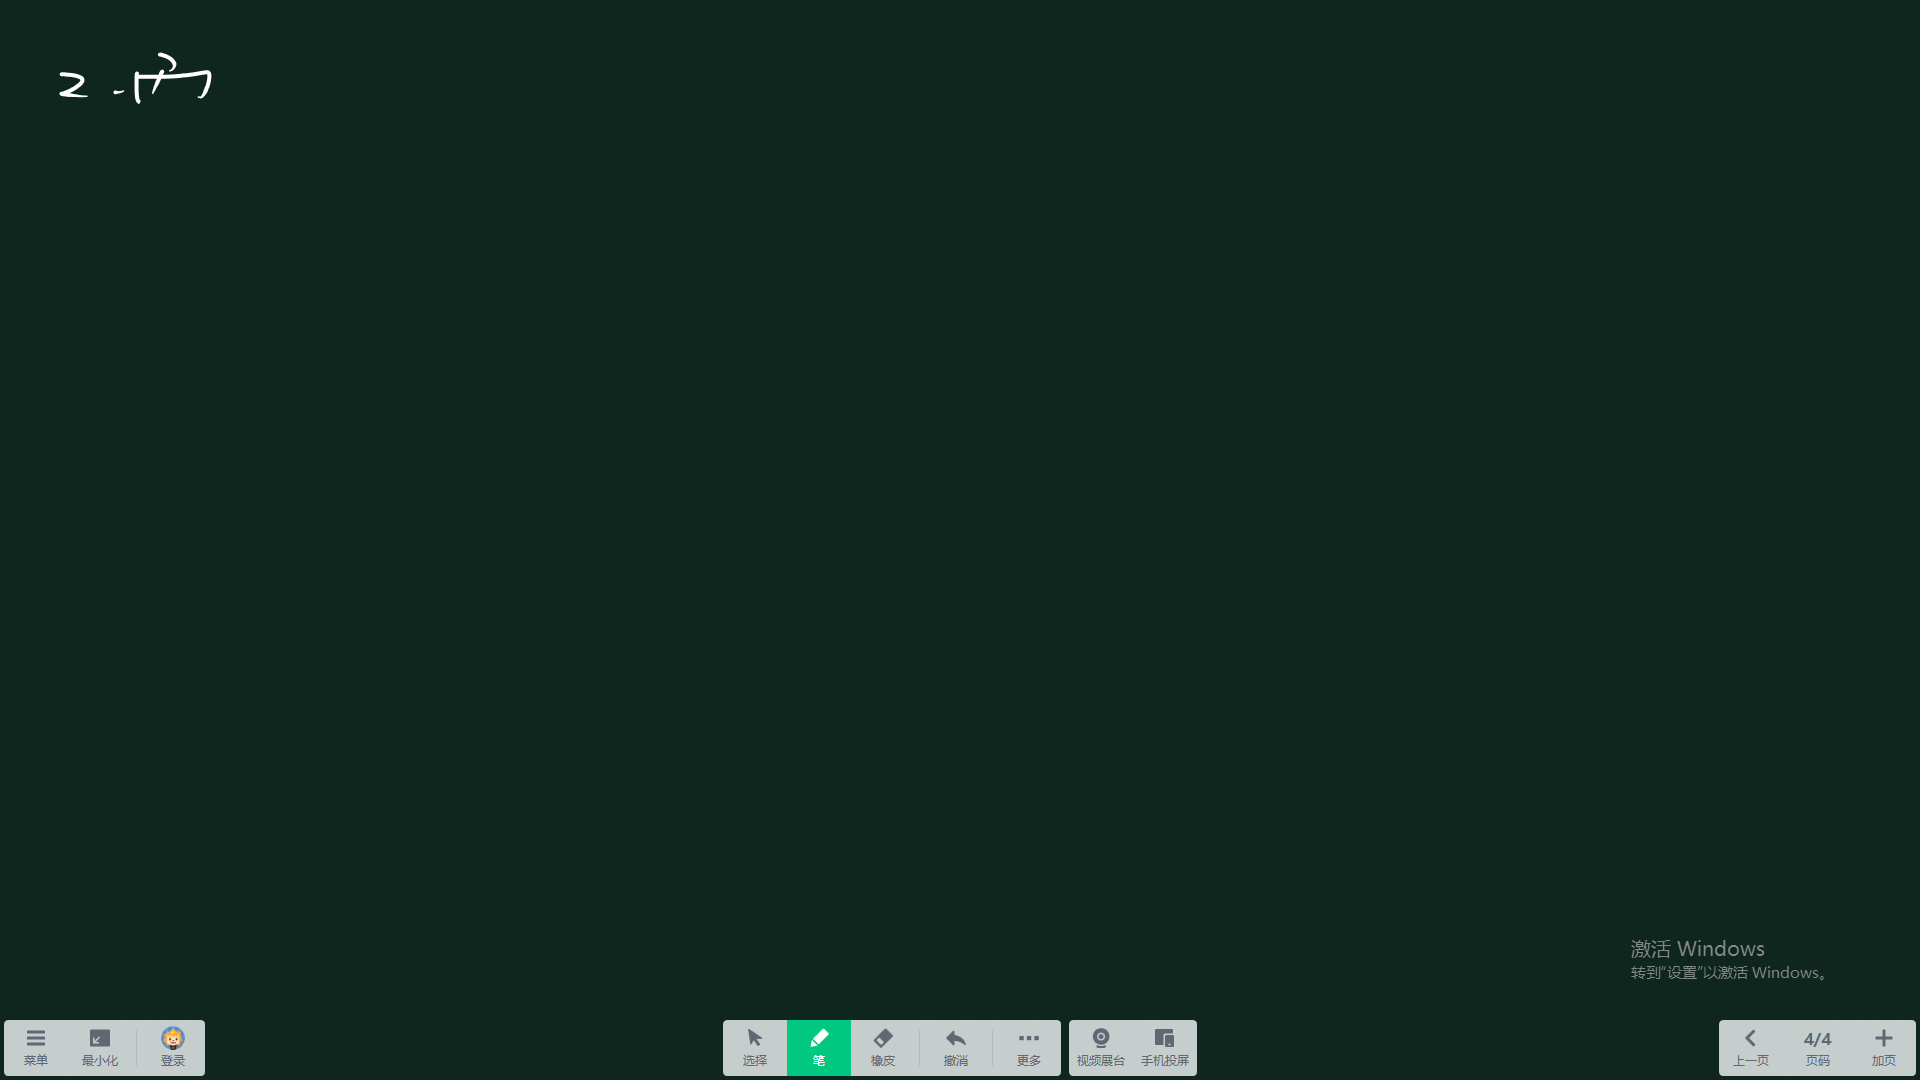 2.
激活 Windows
转到“设置”以激活 Windows。
菜单 最小化 登录 选择 笔 橡皮 撤消 更多 视频展台 手机投屏 上一页 4/4 页码 加页